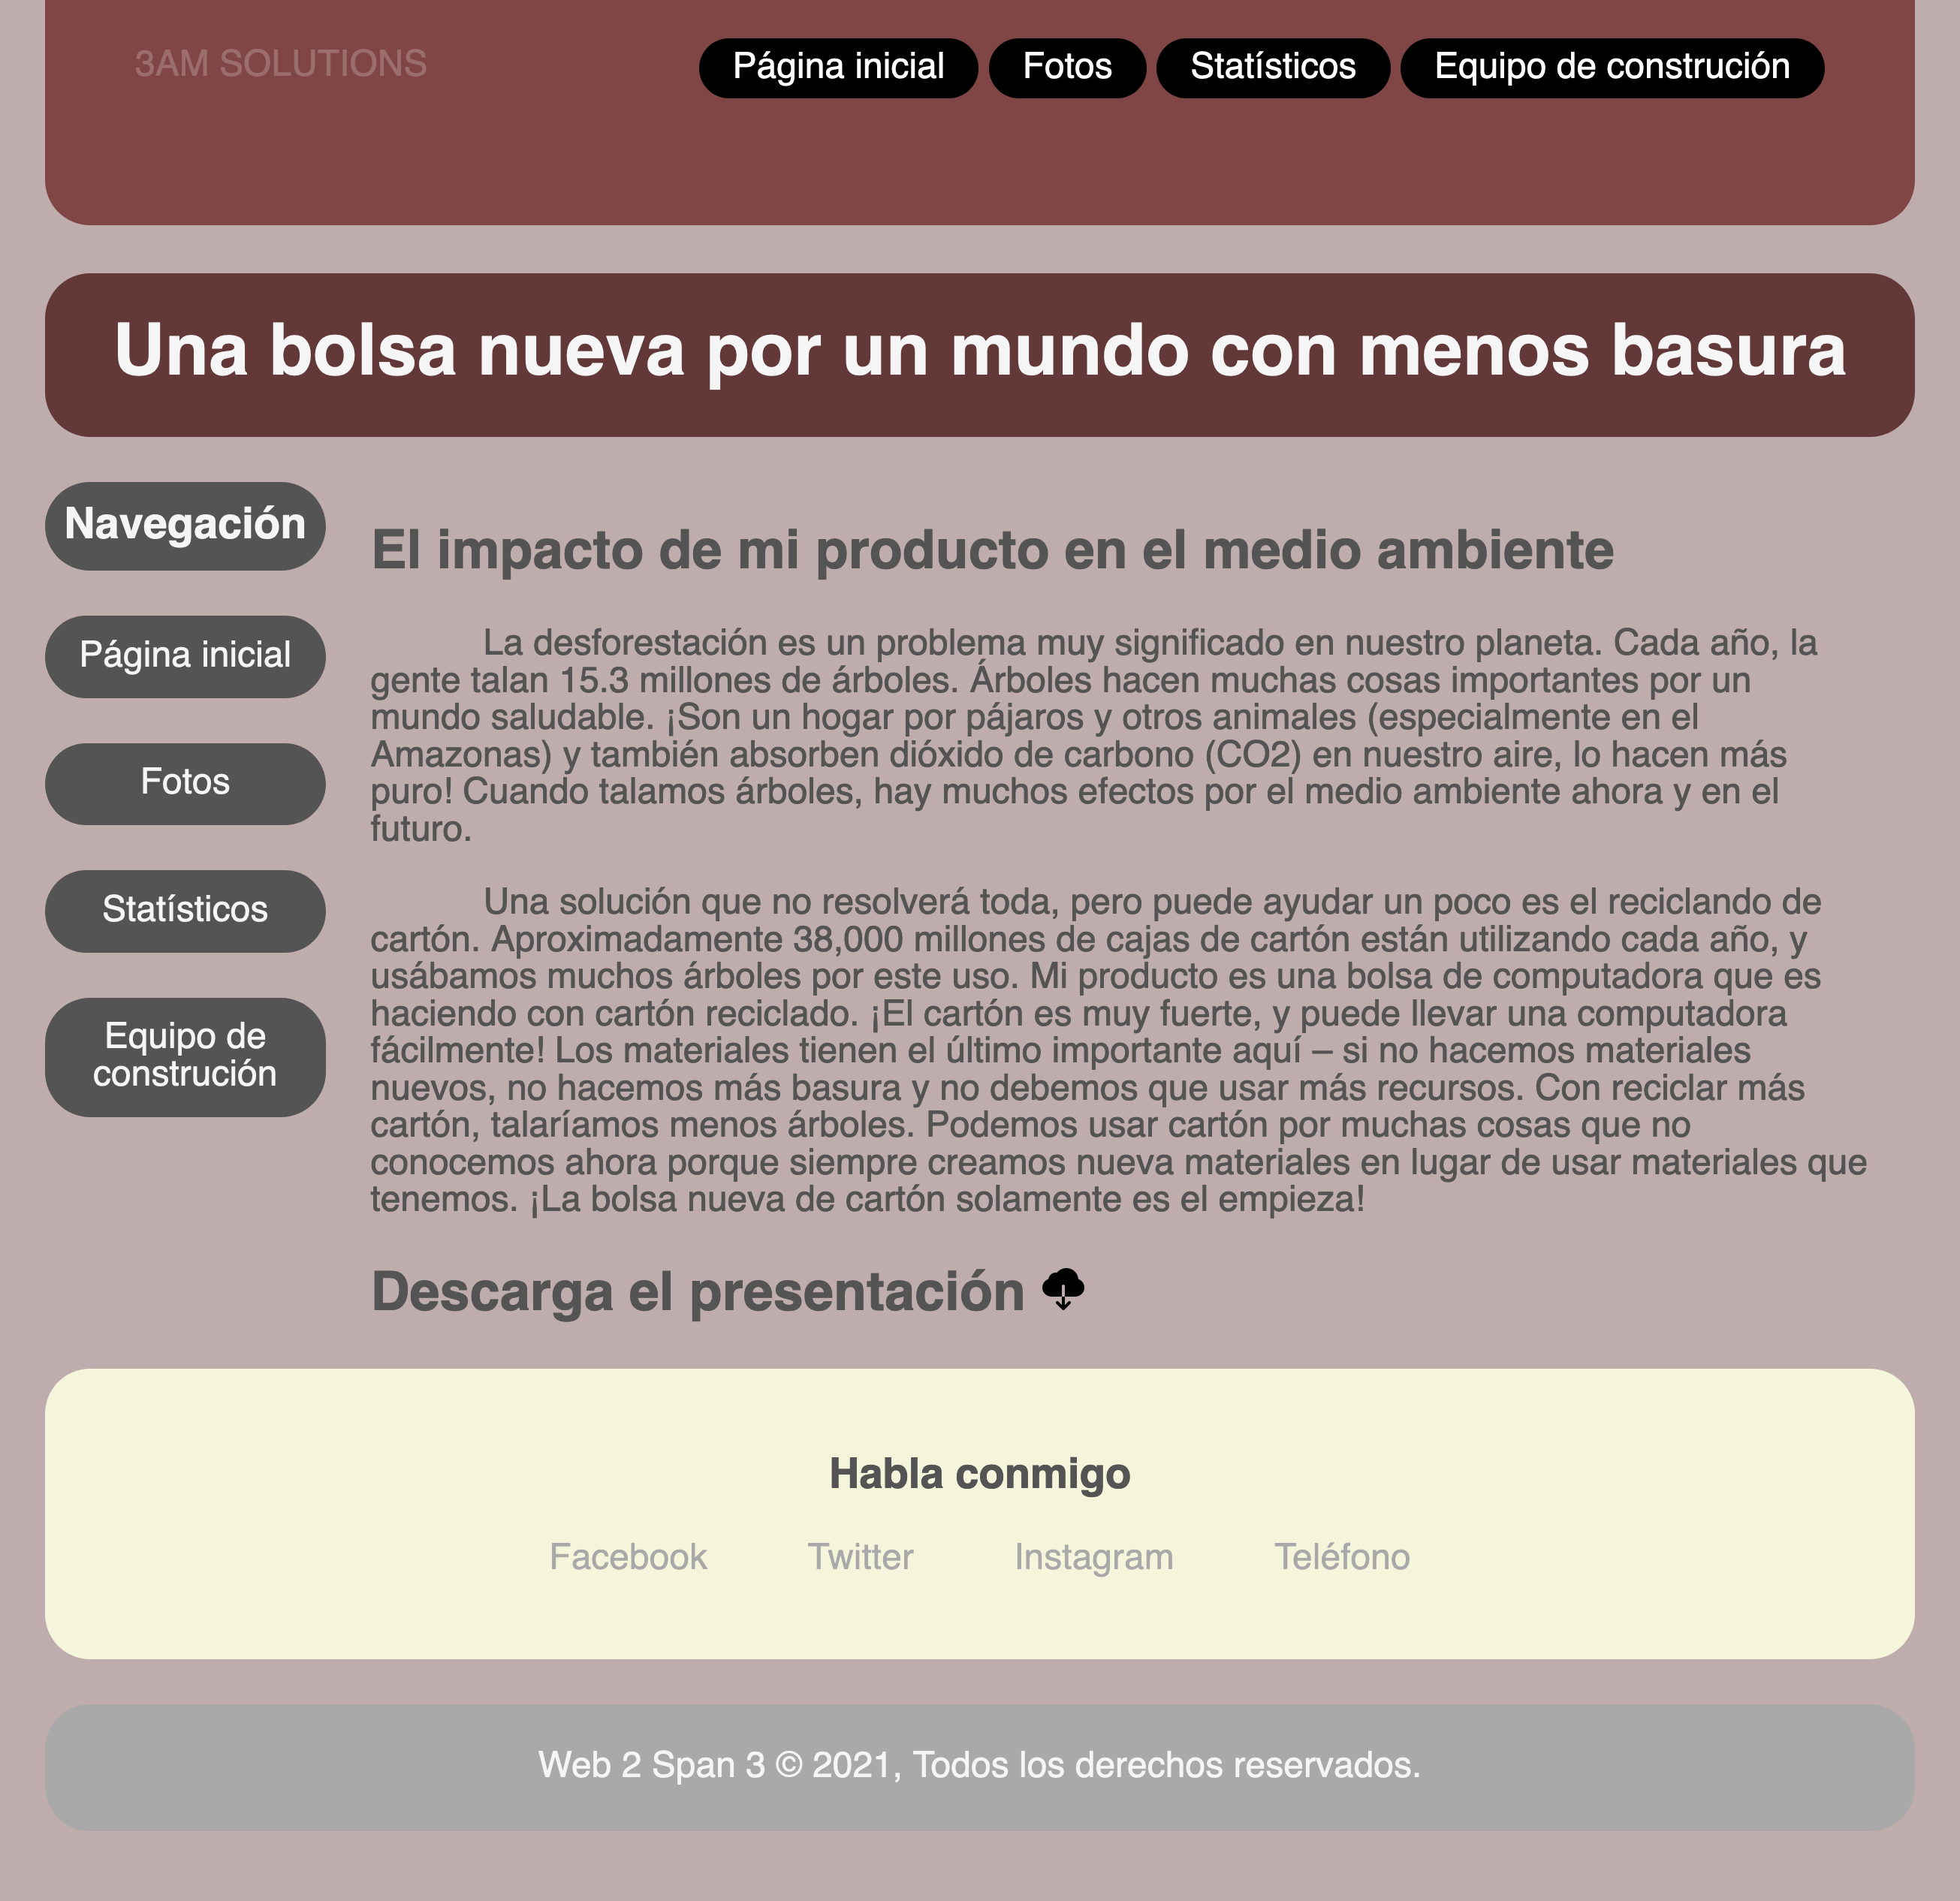 3AM SOLUTIONS
Página inicial
Fotos
Statísticos
Equipo de construción
Una bolsa nueva por un mundo con menos basura
Navegación
Página inicial
Fotos
Statísticos
Equipo de
construción
El impacto de mi producto en el medio ambiente
La desforestación es un problema muy significado en nuestro planeta. Cada año, la
gente talan 15.3 millones de árboles. Árboles hacen muchas cosas importantes por un
mundo saludable. ¡Son un hogar por pájaros y otros animales (especialmente en el
Amazonas) y también absorben dióxido de carbono (CO2) en nuestro aire, lo hacen más
puro! Cuando talamos árboles, hay muchos efectos por el medio ambiente ahora y en el
futuro.
Una solución que no resolverá toda, pero puede ayudar un poco es el reciclando de
cartón. Aproximadamente 38,000 millones de cajas de cartón están utilizando cada año, y
usábamos muchos árboles por este uso. Mi producto es una bolsa de computadora que es
haciendo con cartón reciclado. ¡El cartón es muy fuerte, y puede llevar una computadora
fácilmente! Los materiales tienen el último importante aquí – si no hacemos materiales
nuevos, no hacemos más basura y no debemos que usar más recursos. Con reciclar más
cartón, talaríamos menos árboles. Podemos usar cartón por muchas cosas que no
conocemos ahora porque siempre creamos nueva materiales en lugar de usar materiales que
tenemos. ¡La bolsa nueva de cartón solamente es el empieza!
Descarga el presentación
Habla conmigo
Facebook
Twitter
Instagram
Teléfono
Web 2 Span 3 © 2021, Todos los derechos reservados.